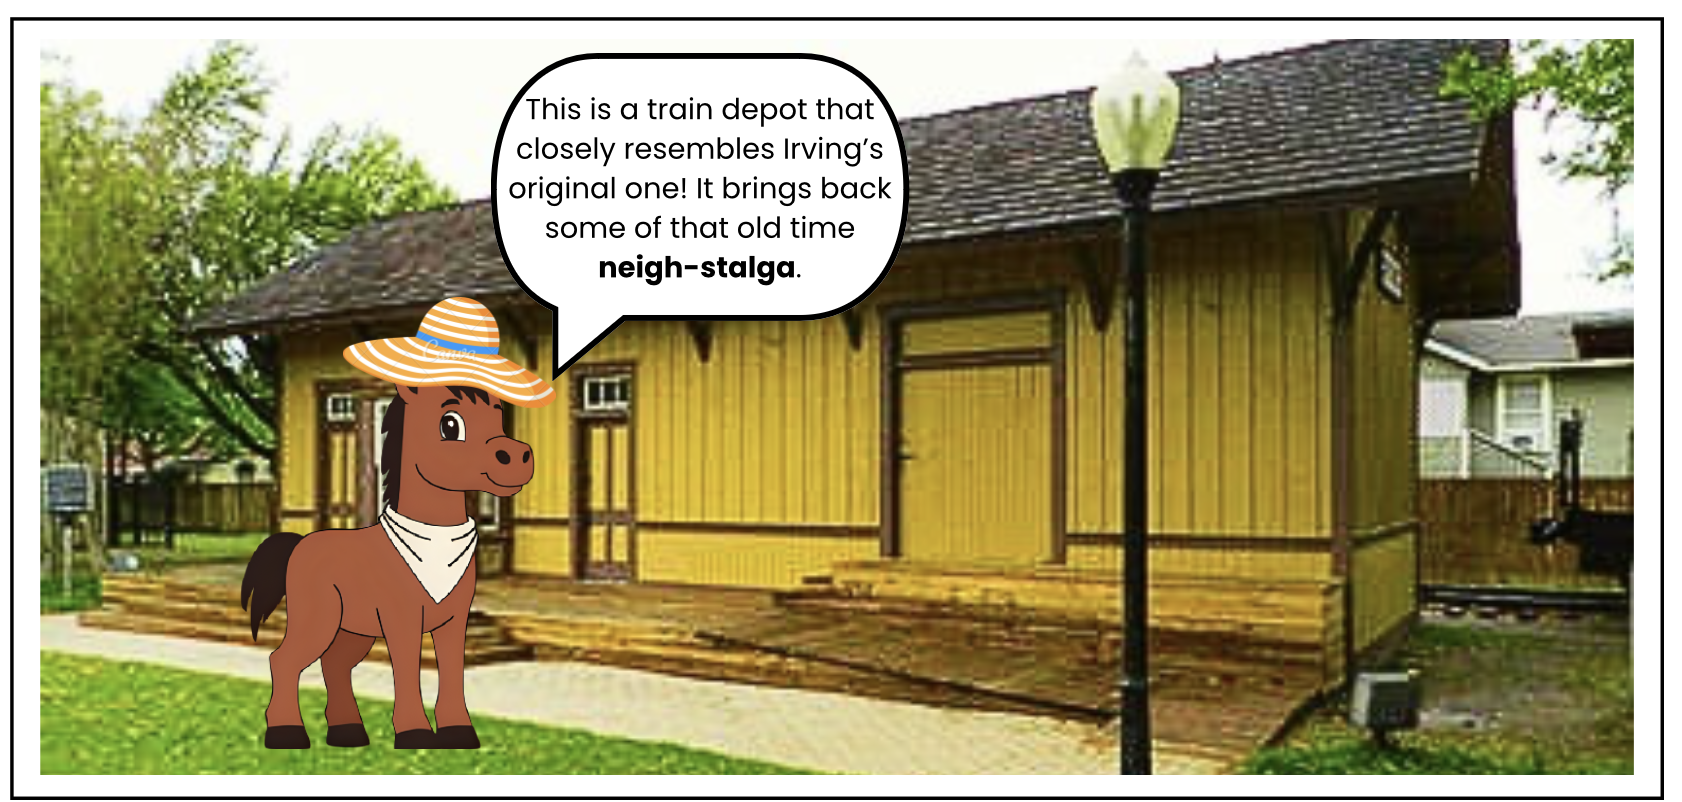 This is a train depot that
closely resembles Irving’s
original one! It brings back
some of that old time
neigh-stalga.
Canva